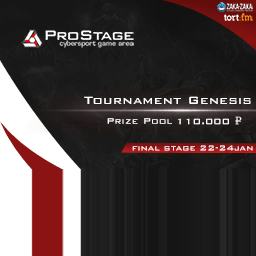 ZAKA-ZAKA
tort.fm
PROSTAGE
cybersport game area
TOURNAMENT GENESIS
PRIZE POOL 110.000 ₽
FINAL STAGE 22-24JAN